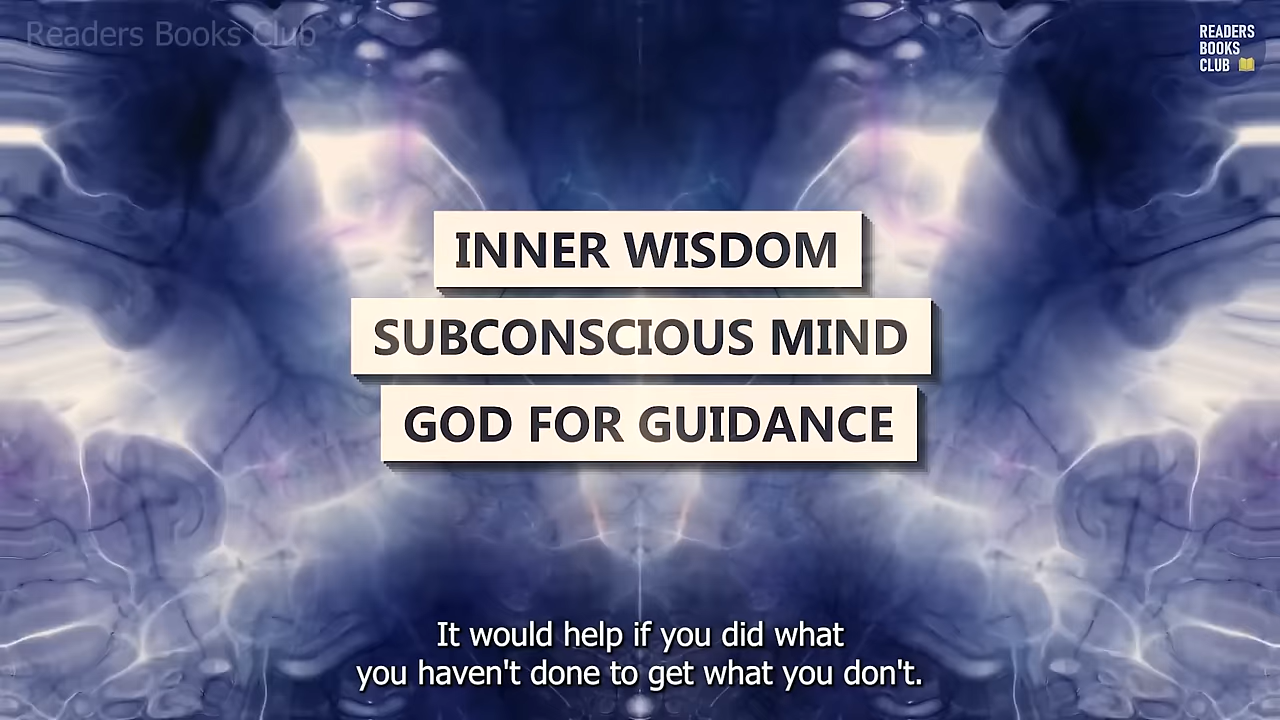 Readers Books Club
READERS
BOOKS
CLUB
INNER WISDOM
SUBCONSCIOUS MIND
GOD FOR GUIDANCE
It would help if you did what
you haven't done to get what you don't.